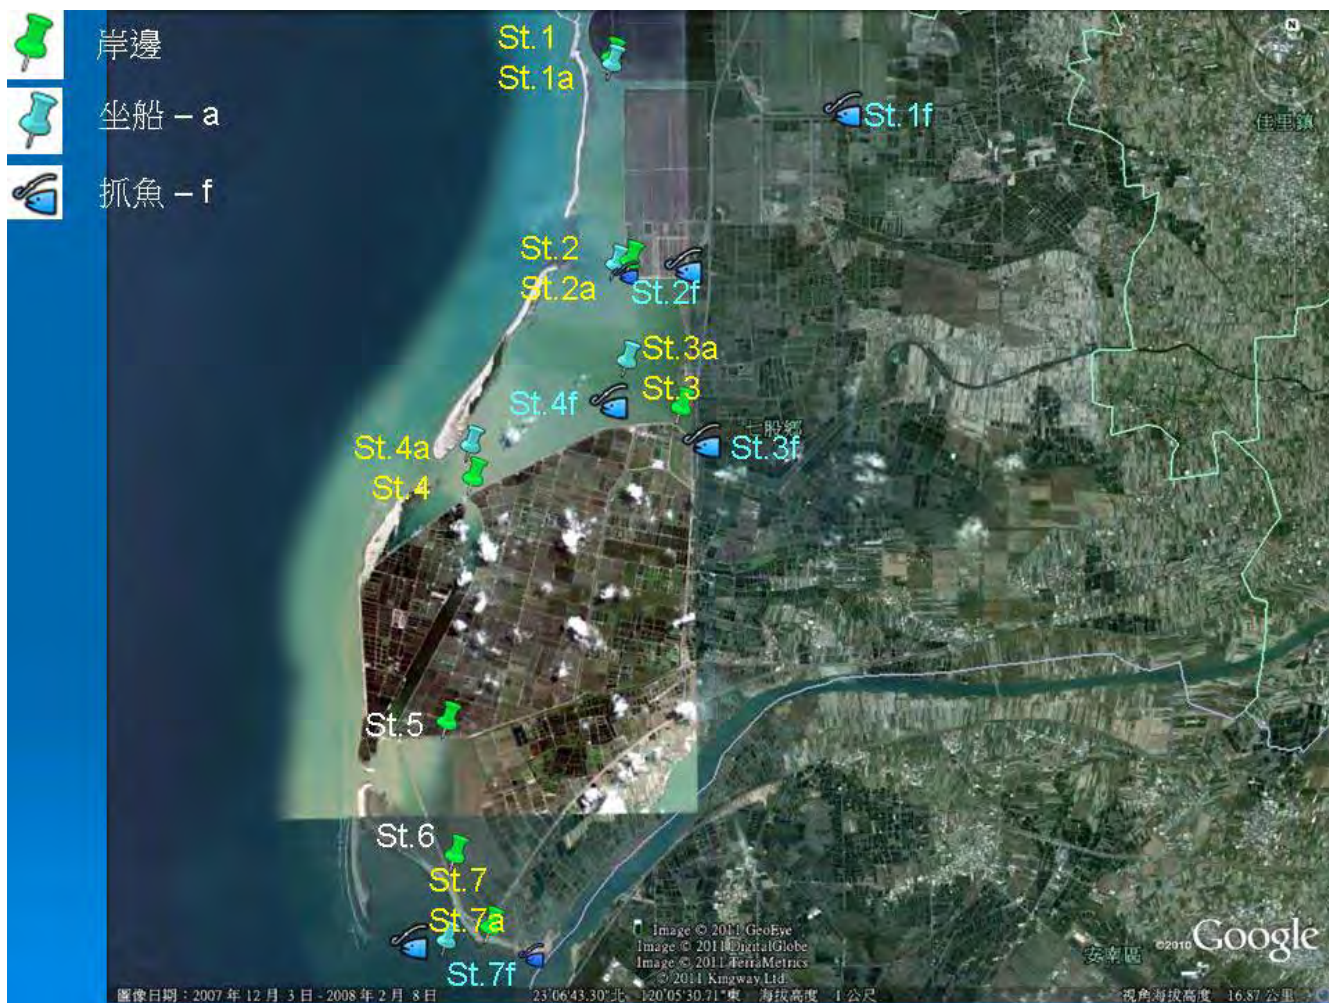 岸邊
坐船 – a
抓魚 – f
St.1
St.1a
St.1f
佳里鎮
St.2
St.2a
St.2f
St.3a
St.3
St.4f
七股鄉
St.3f
St.4a
St.4
St.5
St.6
St.7
St.7a
St.7f
N
Image © 2011 GeoEye
Image © 2011 DigitalGlobe
Image © 2011 TerraMetrics
© 2011 Kingway Ltd.
安南區
©2010 Google
圖像日期：2007 年 12 月 3 日 - 2008 年 2 月 8 日 23°06'43.30"北 120°05'30.71"東 海拔高度 1 公尺 視角海拔高度 16.87 公里